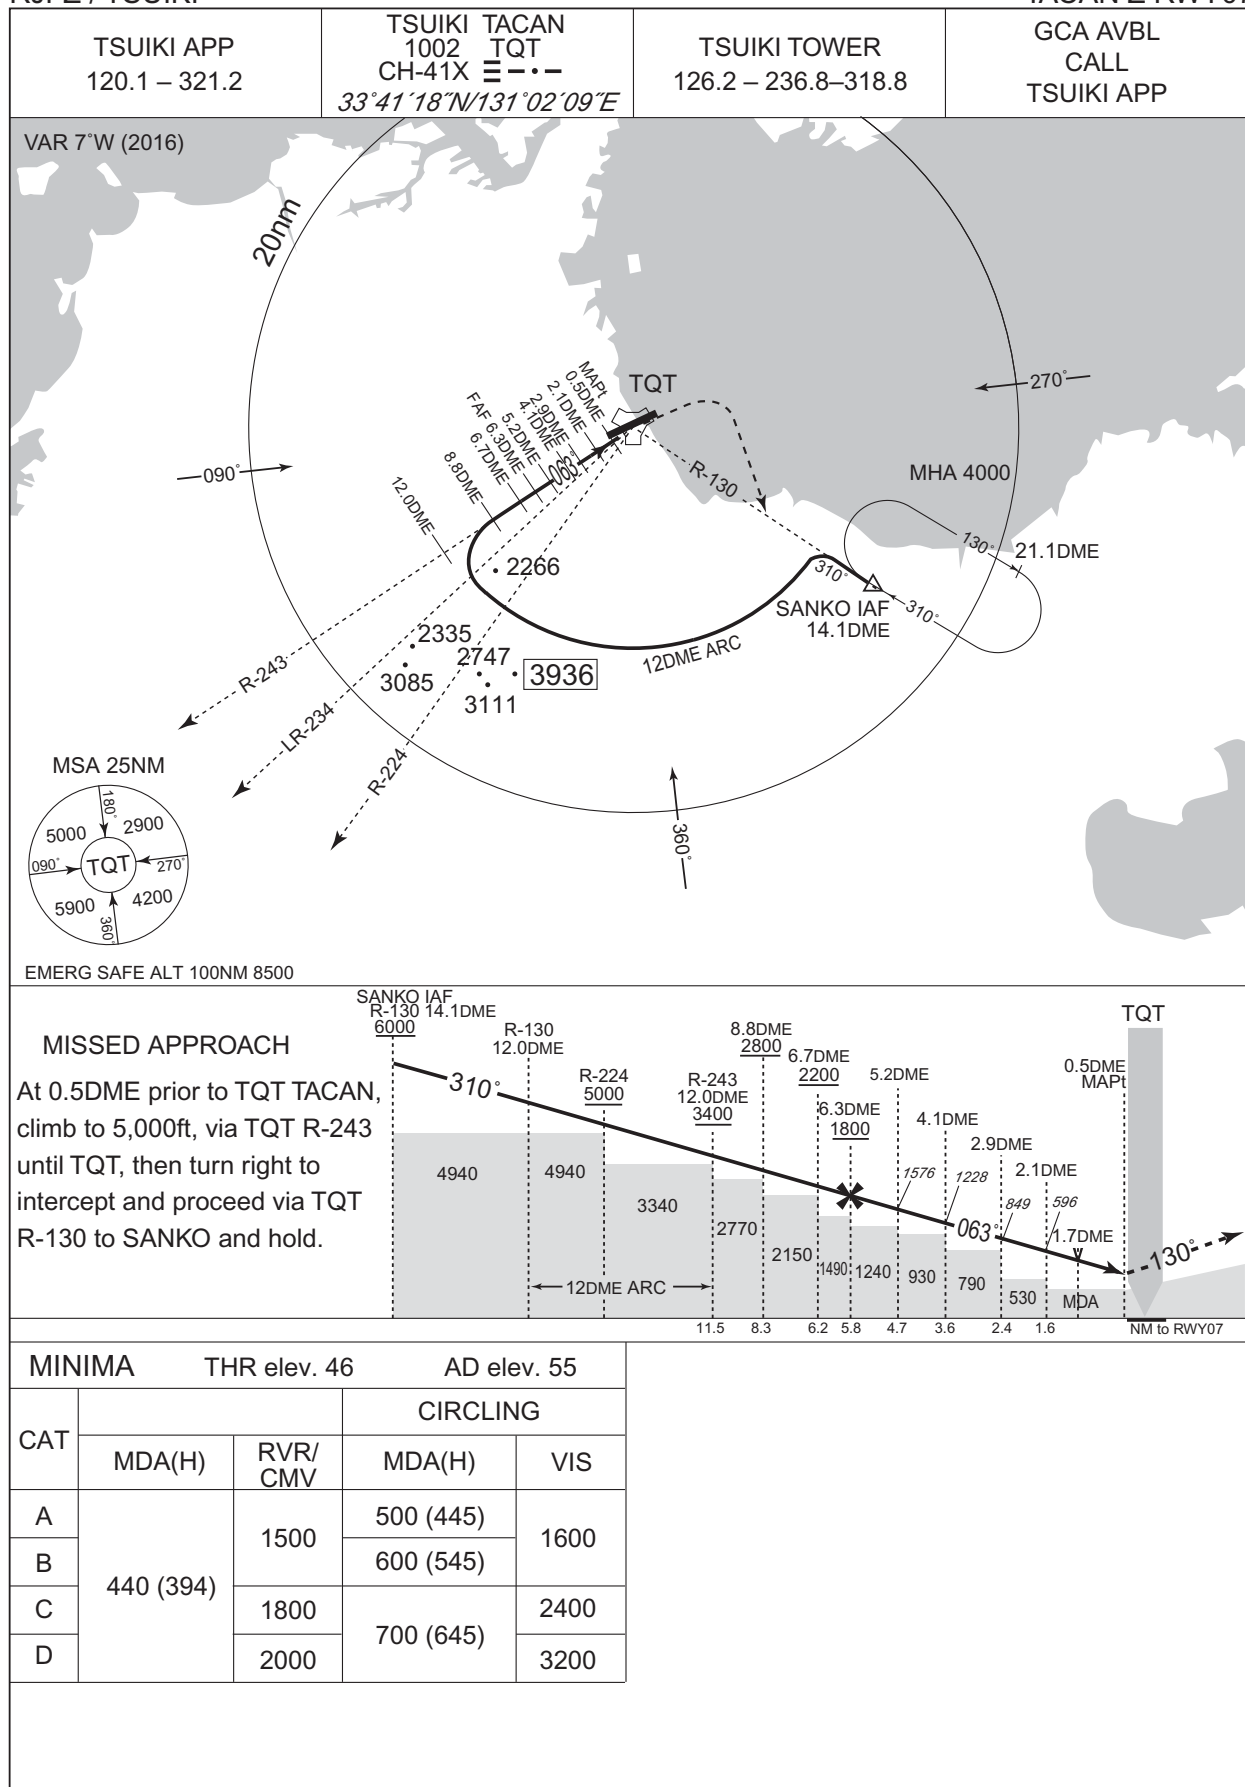 TSUIKI APP
120.1 – 321.2
TSUIKI TACAN
1002 TQT
CH-41X
33°41´18˝N/131°02´09˝E
TSUIKI TOWER
126.2 – 236.8–318.8
GCA AVBL
CALL
TSUIKI APP
VAR 7˚W (2016)
20nm
MAPt
0.5DME
2.1DME
2.9DME
4.1DME
5.2DME
FAF 6.3DME
6.7DME
8.8DME
12.0DME
063˚
TQT
270˚
090˚
R-130
MHA 4000
130˚
21.1DME
310˚
SANKO IAF
14.1DME
310˚
12DME ARC
2266
2335
3085
2747
3111
3936
R-243
LR-234
R-224
360˚
MSA 25NM
180˚
5000
2900
090˚
TQT
270˚
5900
4200
360˚
EMERG SAFE ALT 100NM 8500
MISSED APPROACH
At 0.5DME prior to TQT TACAN,
climb to 5,000ft, via TQT R-243
until TQT, then turn right to
intercept and proceed via TQT
R-130 to SANKO and hold.
SANKO IAF
R-130 14.1DME
6000
R-130
12.0DME
R-224
5000
R-243
12.0DME
3400
8.8DME
2800
6.7DME
2200
6.3DME
1800
5.2DME
4.1DME
2.9DME
2.1DME
1.7DME
0.5DME
MAPt
TQT
310˚
063˚
130˚
1576
1228
849
596
V
4940
4940
3340
2770
2150
1490
1240
930
790
530
MDA
12DME ARC
11.5
8.3
6.2
5.8
4.7
3.6
2.4
1.6
NM to RWY07
MINIMA THR elev. 46 AD elev. 55
CAT
CIRCLING
MDA(H)
RVR/
CMV
MDA(H)
VIS
A
B
C
D
440 (394)
1500
1800
2000
500 (445)
600 (545)
700 (645)
1600
2400
3200